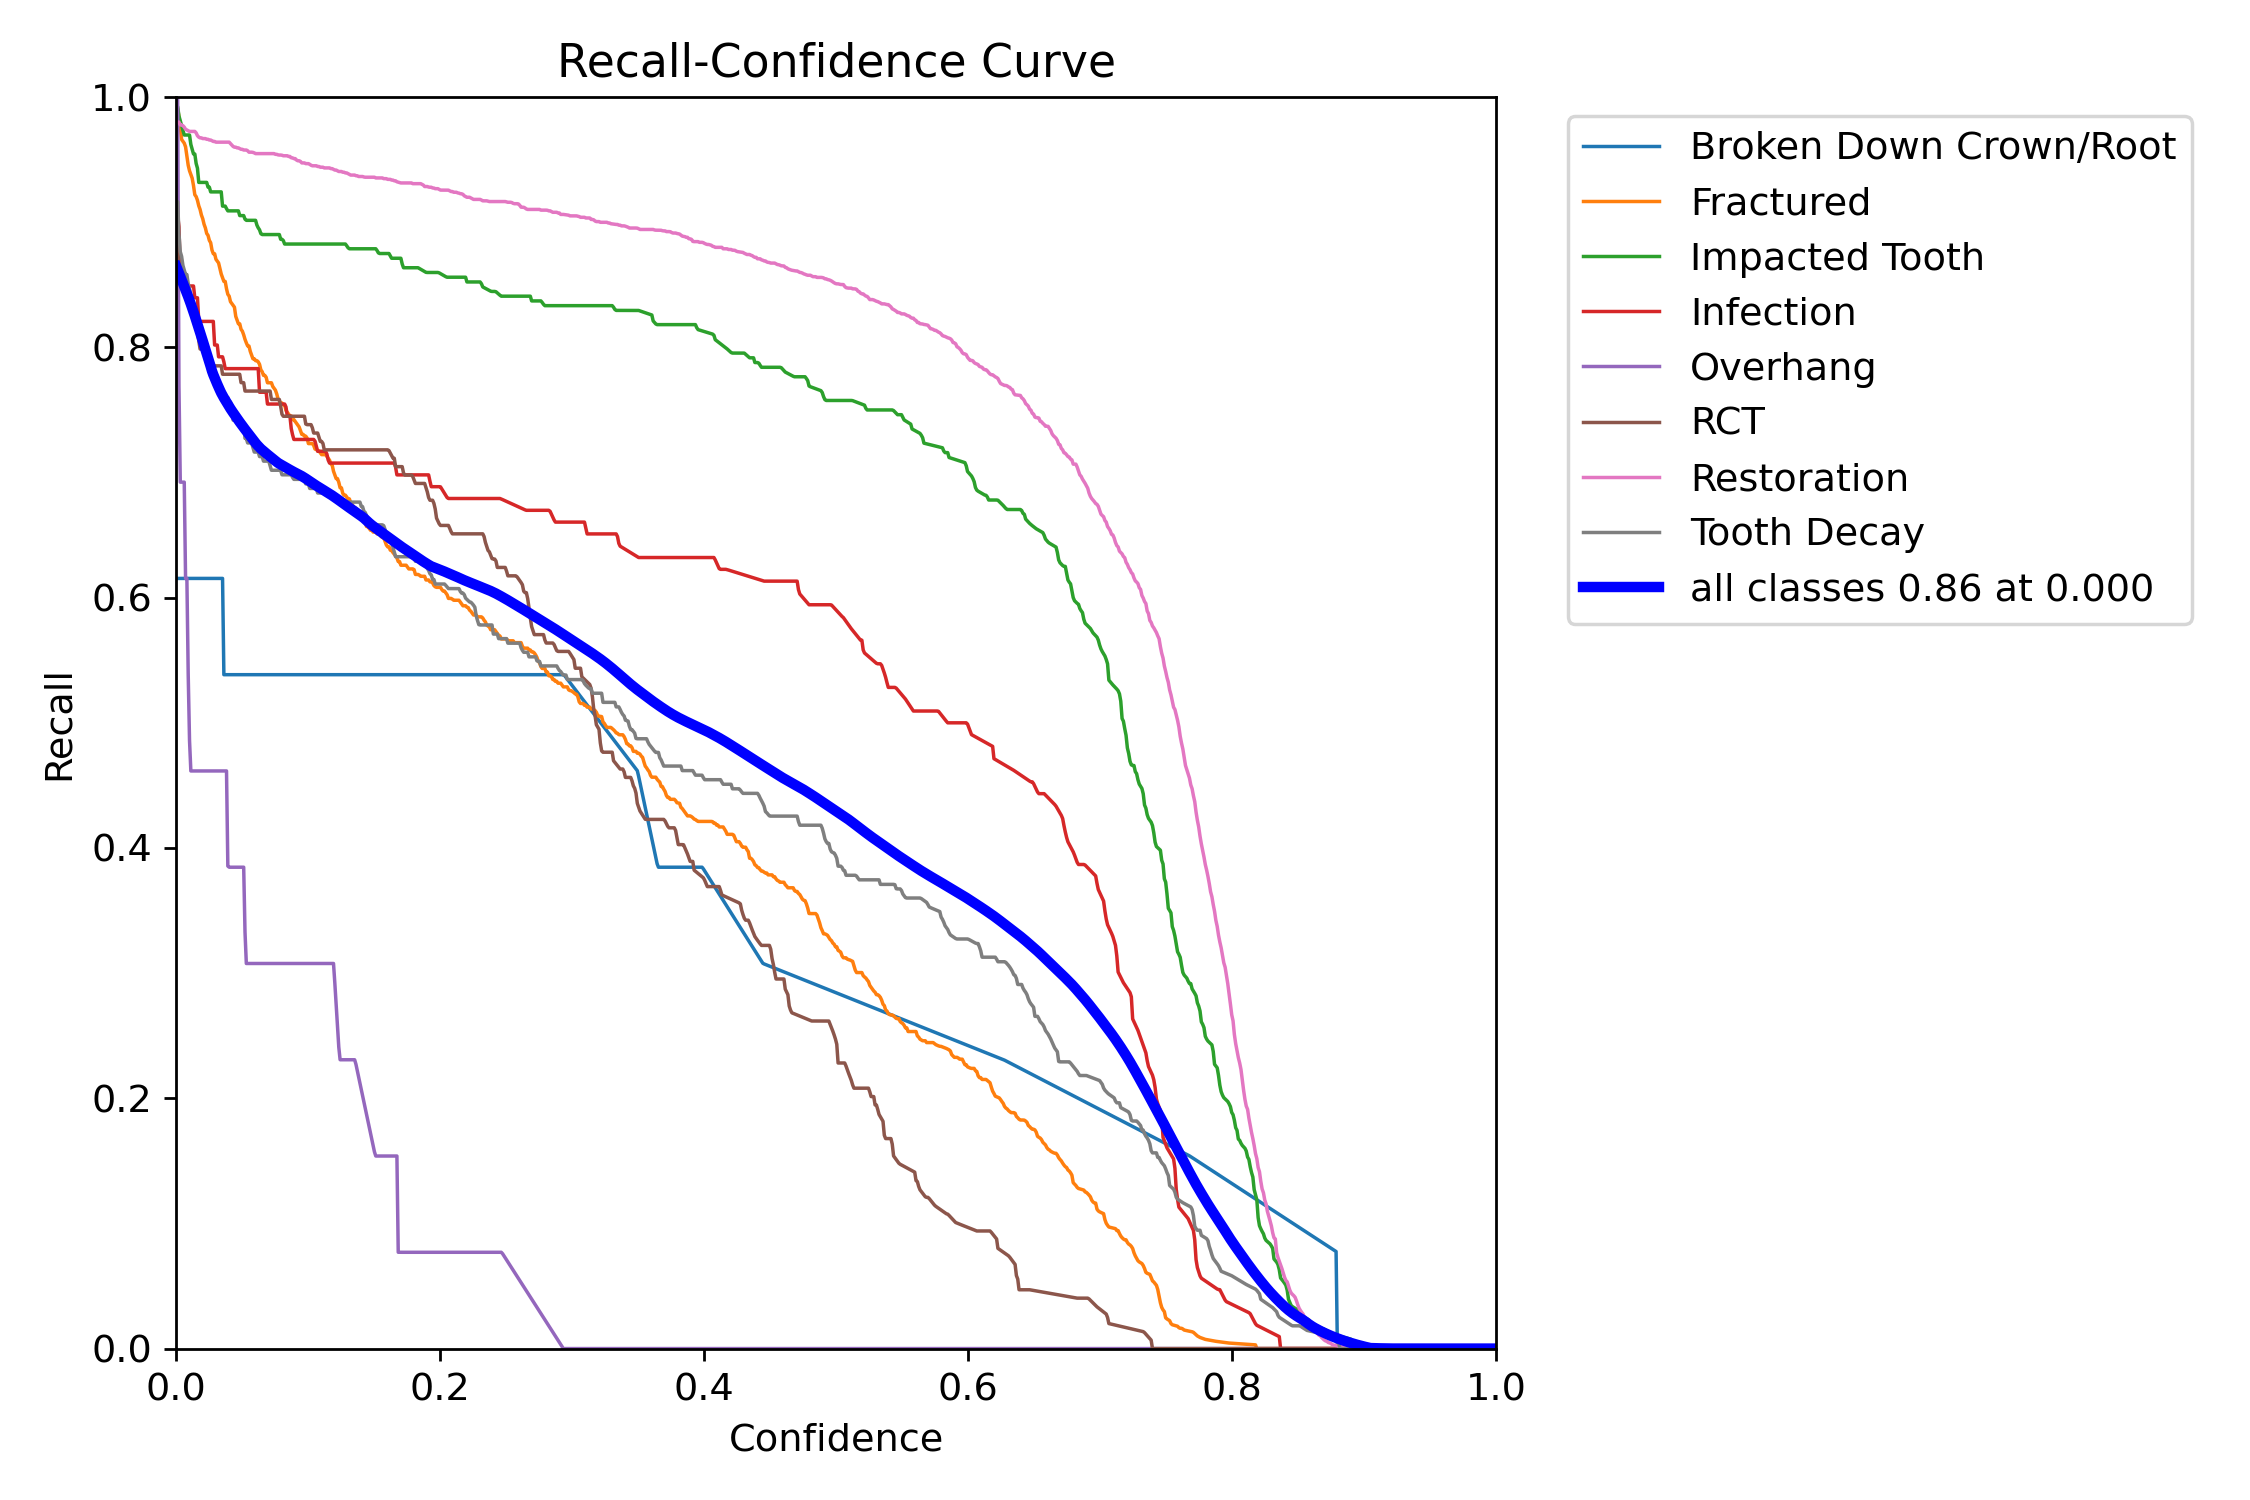 Recall-Confidence Curve
1.0
0.8
0.6
0.4
0.2
0.0
Recall
0.0 0.2 0.4 0.6 0.8 1.0
Confidence
Broken Down Crown/Root
Fractured
Impacted Tooth
Infection
Overhang
RCT
Restoration
Tooth Decay
all classes 0.86 at 0.000